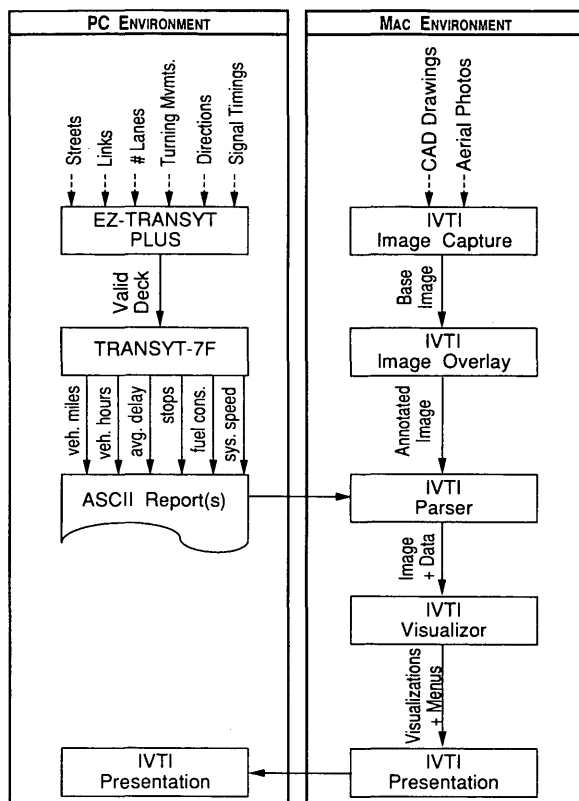 PC ENVIRONMENT
Streets
Links
# Lanes
Turning Mvmts.
Directions
Signal Timings
EZ-TRANSYT
PLUS
Valid
Deck
TRANSYT-7F
veh. miles
veh. hours
avg. delay
stops
fuel cons.
sys. speed
ASCII Report(s)
IVTI
Presentation
MAC ENVIRONMENT
CAD Drawings
Aerial Photos
IVTI
Image Capture
Base
Image
IVTI
Image Overlay
Annotated
Image
IVTI
Parser
Image
+ Data
IVTI
Visualizor
Visualizations
+ Menus
IVTI
Presentation